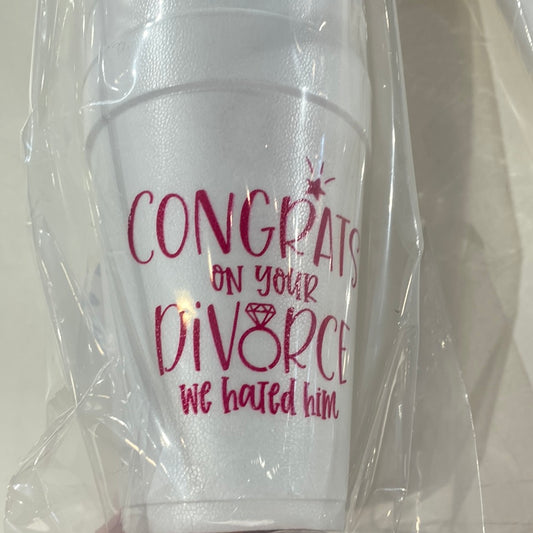 CONGRATS
ON YOUR
DIVORCE
we hated him